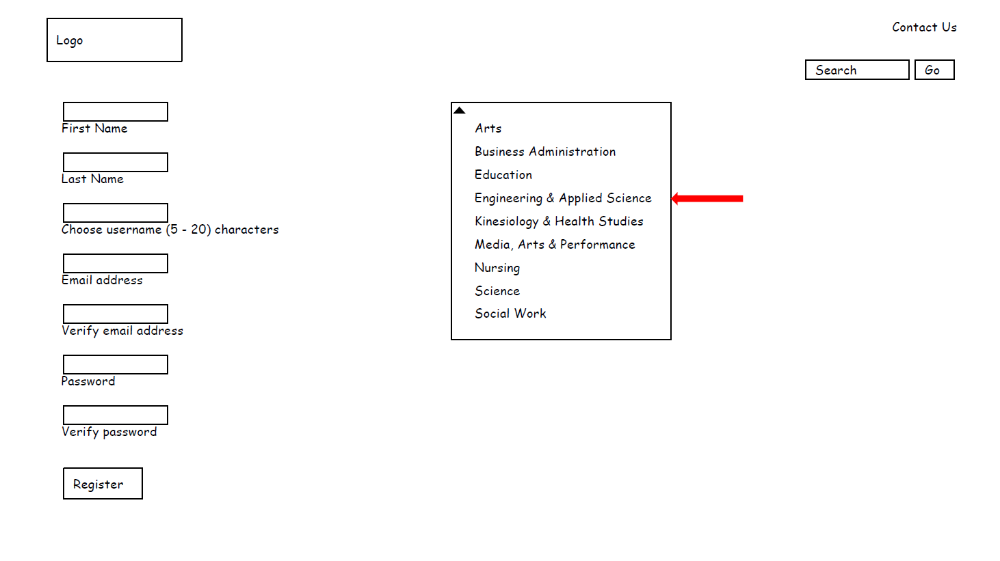 Logo
Contact Us
Search
Go
First Name
Last Name
Choose username (5 - 20) characters
Email address
Verify email address
Password
Verify password
Register
Arts
Business Administration
Education
Engineering & Applied Science
Kinesiology & Health Studies
Media, Arts & Performance
Nursing
Science
Social Work